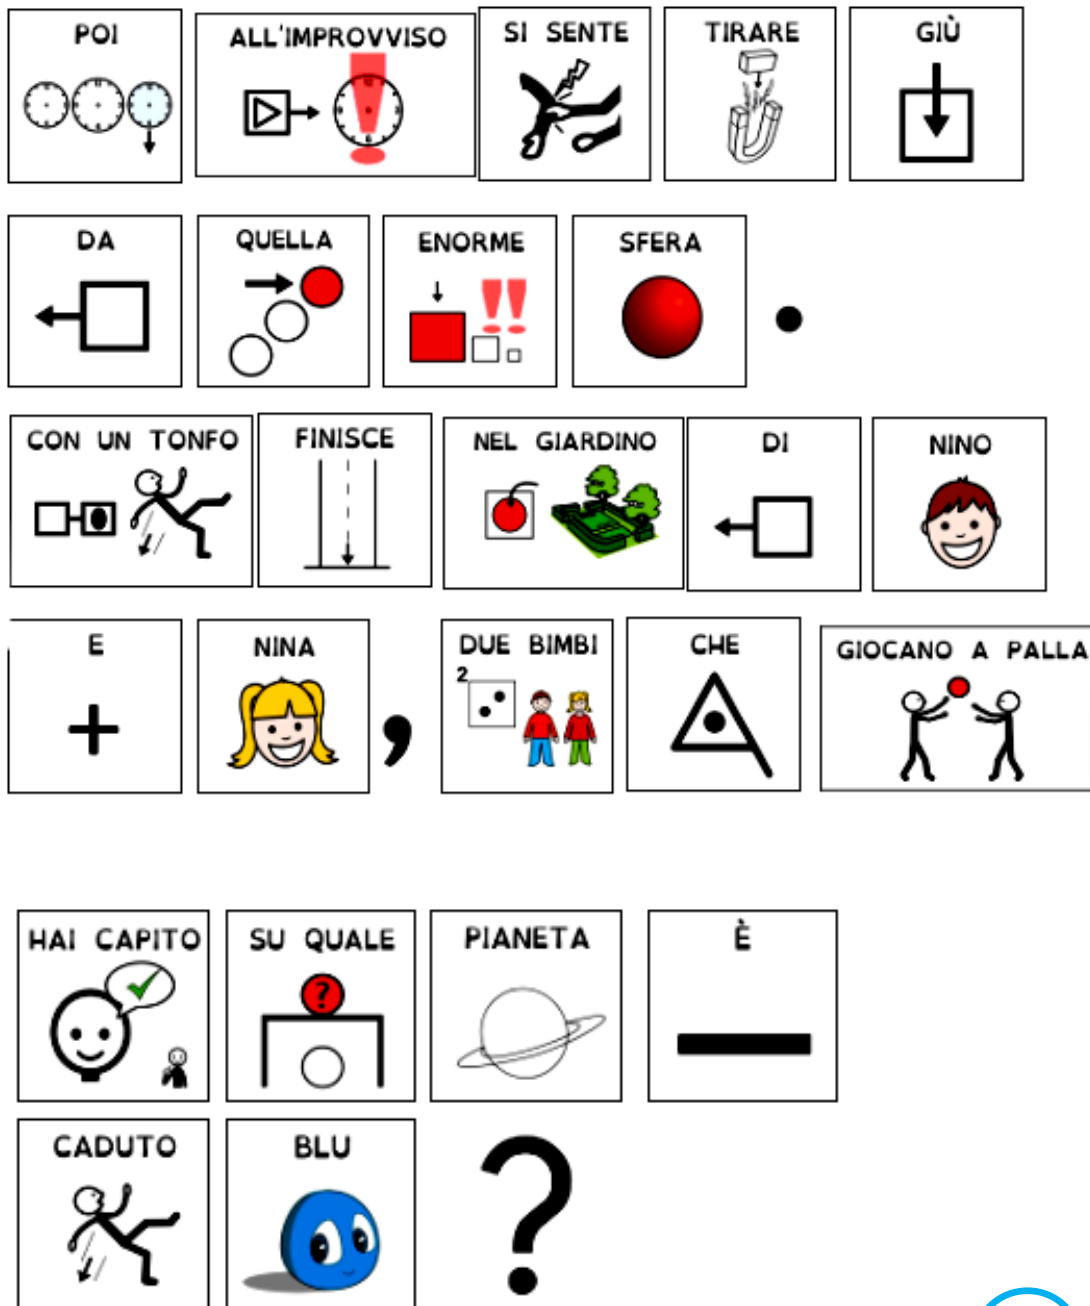 POI ALL'IMPROVVISO SI SENTE TIRARE GIÙ
DA QUELLA ENORME SFERA .
CON UN TONFO FINISCE NEL GIARDINO DI NINO
E NINA , DUE BIMBI CHE GIOCANO A PALLA
2
HAI CAPITO SU QUALE PIANETA È
?
CADUTO BLU ?